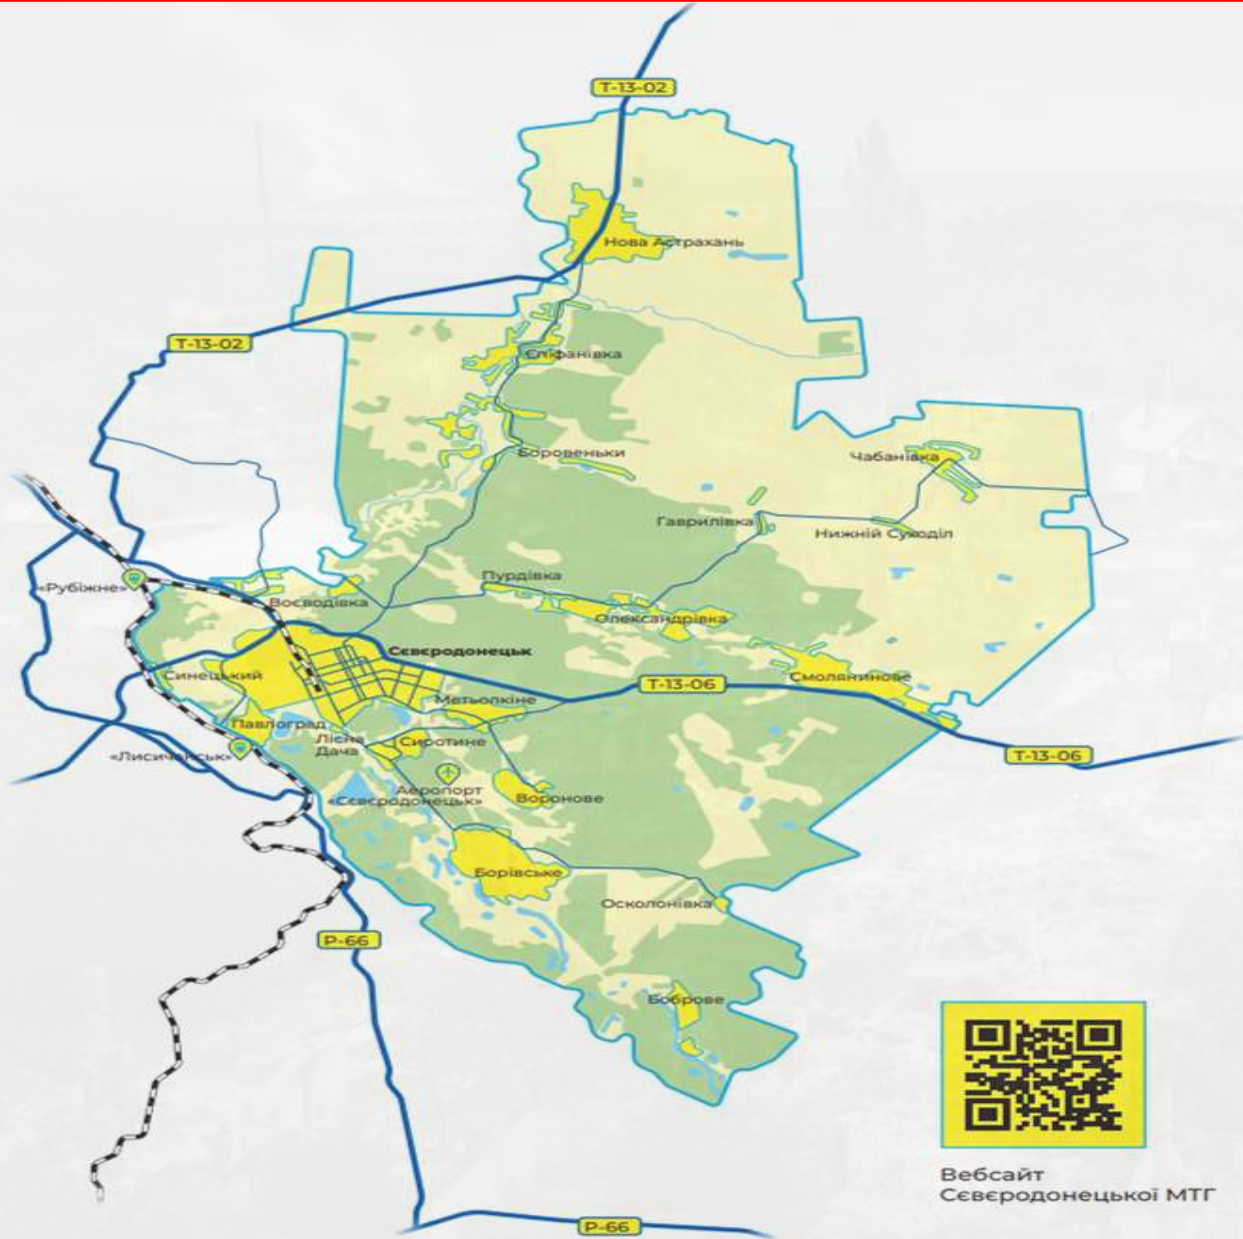 Т-13-02
Нова Астрахань
Т-13-02
Єпіфанівка
Боровеньки
Чабанівка
Гаврилівка
Нижній Суходіл
Пурдівка
«Рубіжне»
Воєводівка
Олександрівка
Сєвєродонецьк
Синецький
Т-13-06
Смолянинове
Метьолкіне
Павлоград
Лісна
Дача
Сиротине
«Лисичанськ»
Т-13-06
Аеропорт
«Сєвєродонецьк»
Воронове
Борівське
Осколонівка
Р-66
Боброве
Вебсайт
Сєвєродонецької МТГ
Р-66